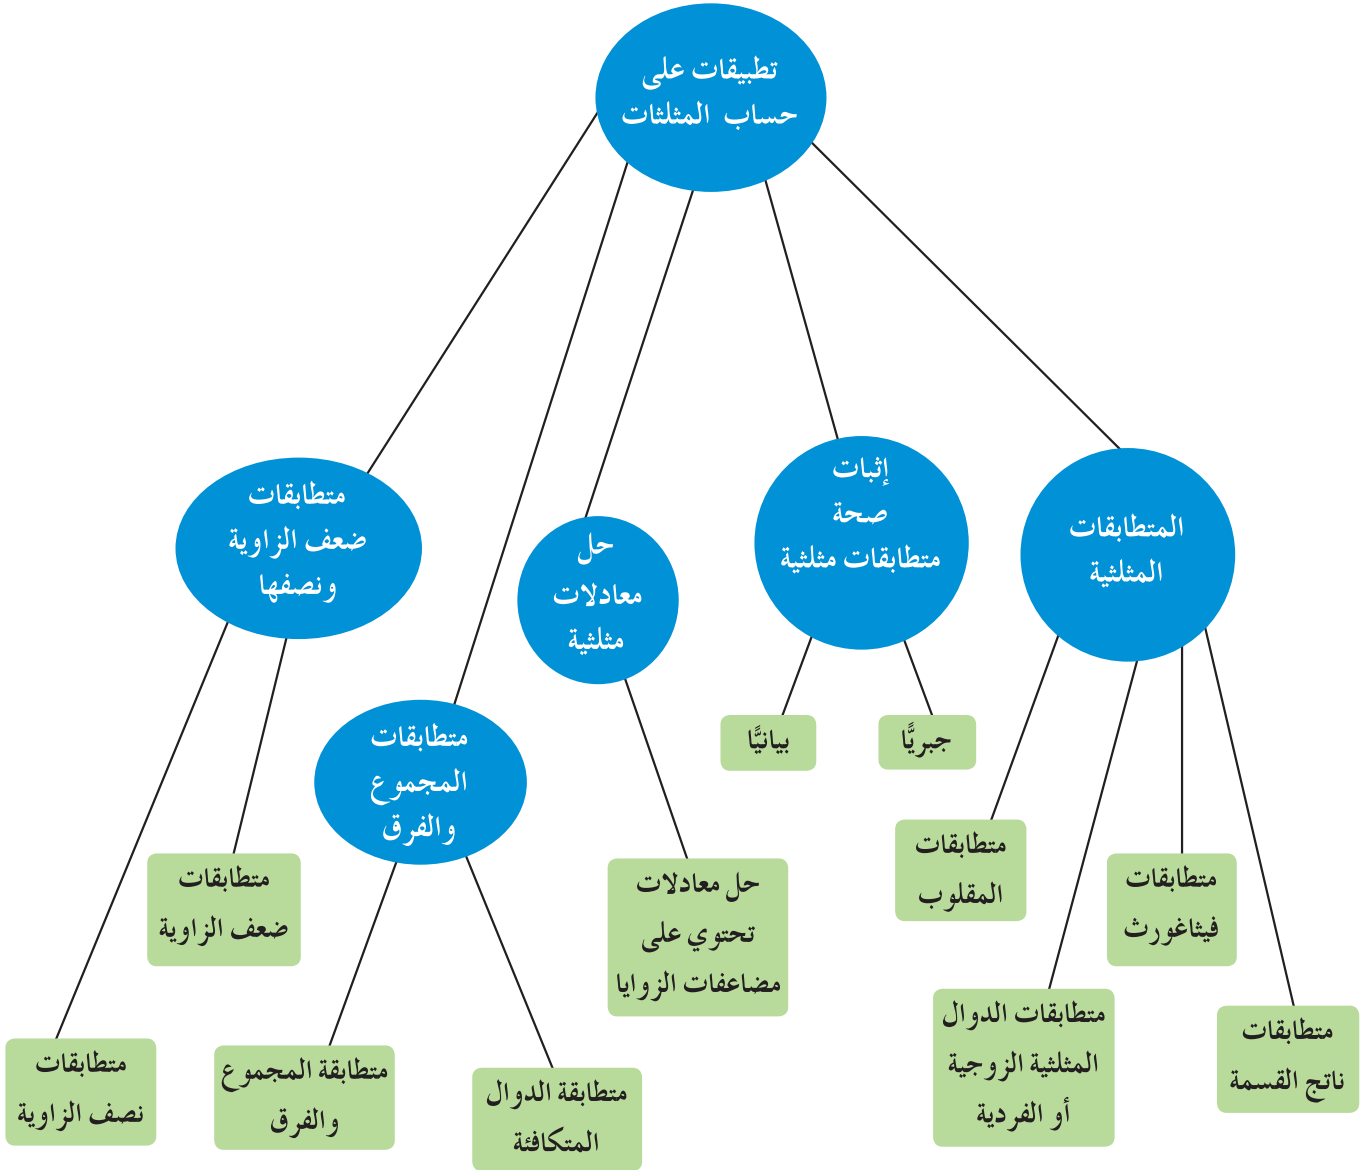 تطبيقات على
حساب المثلثات
المتطابقات
المثلثية
إثبات
صحة
متطابقات مثلثية
حل
معادلات
مثلثية
متطابقات
المجموع
والفرق
متطابقات
ضعف الزاوية
ونصفها
متطابقات
ناتج القسمة
متطابقات
فيثاغورث
متطابقات الدوال
المثلثية الزوجية
أو الفردية
متطابقات
المقلوب
جبريًّا
بيانيًّا
حل معادلات
تحتوي على
مضاعفات الزوايا
متطابقة الدوال
المتكافئة
متطابقة المجموع
والفرق
متطابقات
ضعف الزاوية
متطابقات
نصف الزاوية